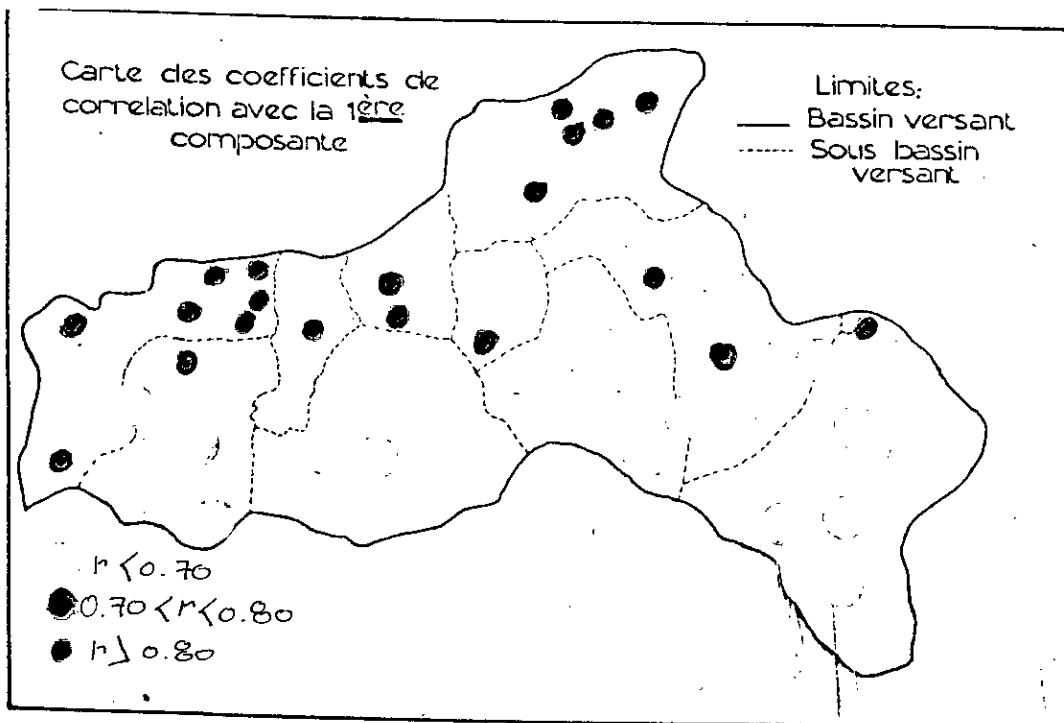 Carte des coefficients de
correlation avec la 1ère
composante
Limites:
Bassin versant
Sous bassin
versant
r < 0.70
0.70 < r < 0.80
r > 0.80